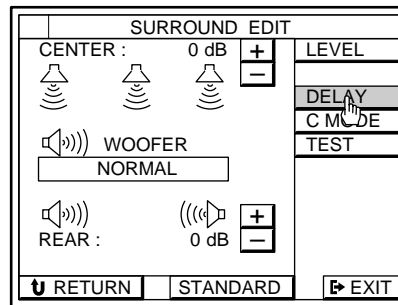 SURROUND EDIT
CENTER : 0 dB +
−
LEVEL
DELAY
C MODE
TEST
WOOFER
NORMAL
REAR : 0 dB + −
RETURN STANDARD EXIT